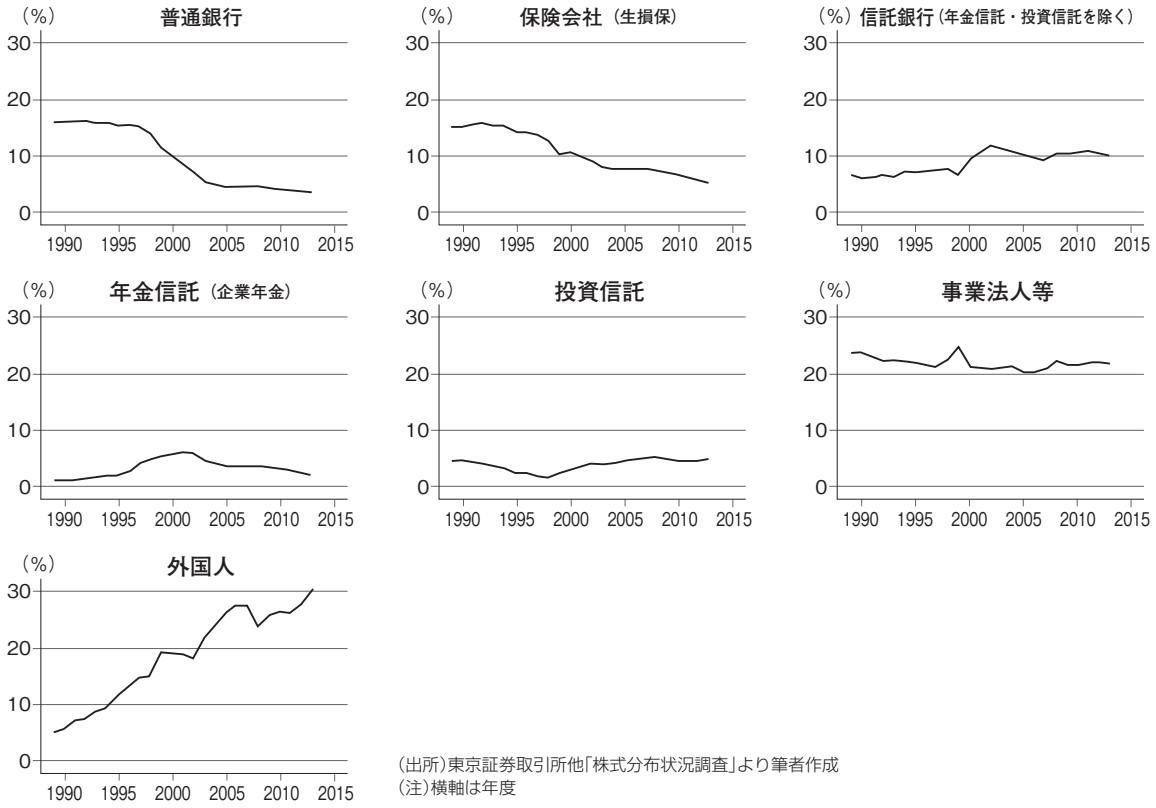 (%) 普通銀行
30
20
10
0
1990 1995 2000 2005 2010 2015
(%) 保険会社(生損保)
30
20
10
0
1990 1995 2000 2005 2010 2015
(%) 信託銀行(年金信託・投資信託を除く)
30
20
10
0
1990 1995 2000 2005 2010 2015
(%) 年金信託(企業年金)
30
20
10
0
1990 1995 2000 2005 2010 2015
(%) 投資信託
30
20
10
0
1990 1995 2000 2005 2010 2015
(%) 事業法人等
30
20
10
0
1990 1995 2000 2005 2010 2015
(%) 外国人
30
20
10
0
1990 1995 2000 2005 2010 2015
(出所)東京証券取引所他「株式分布状況調査」より筆者作成
(注)横軸は年度